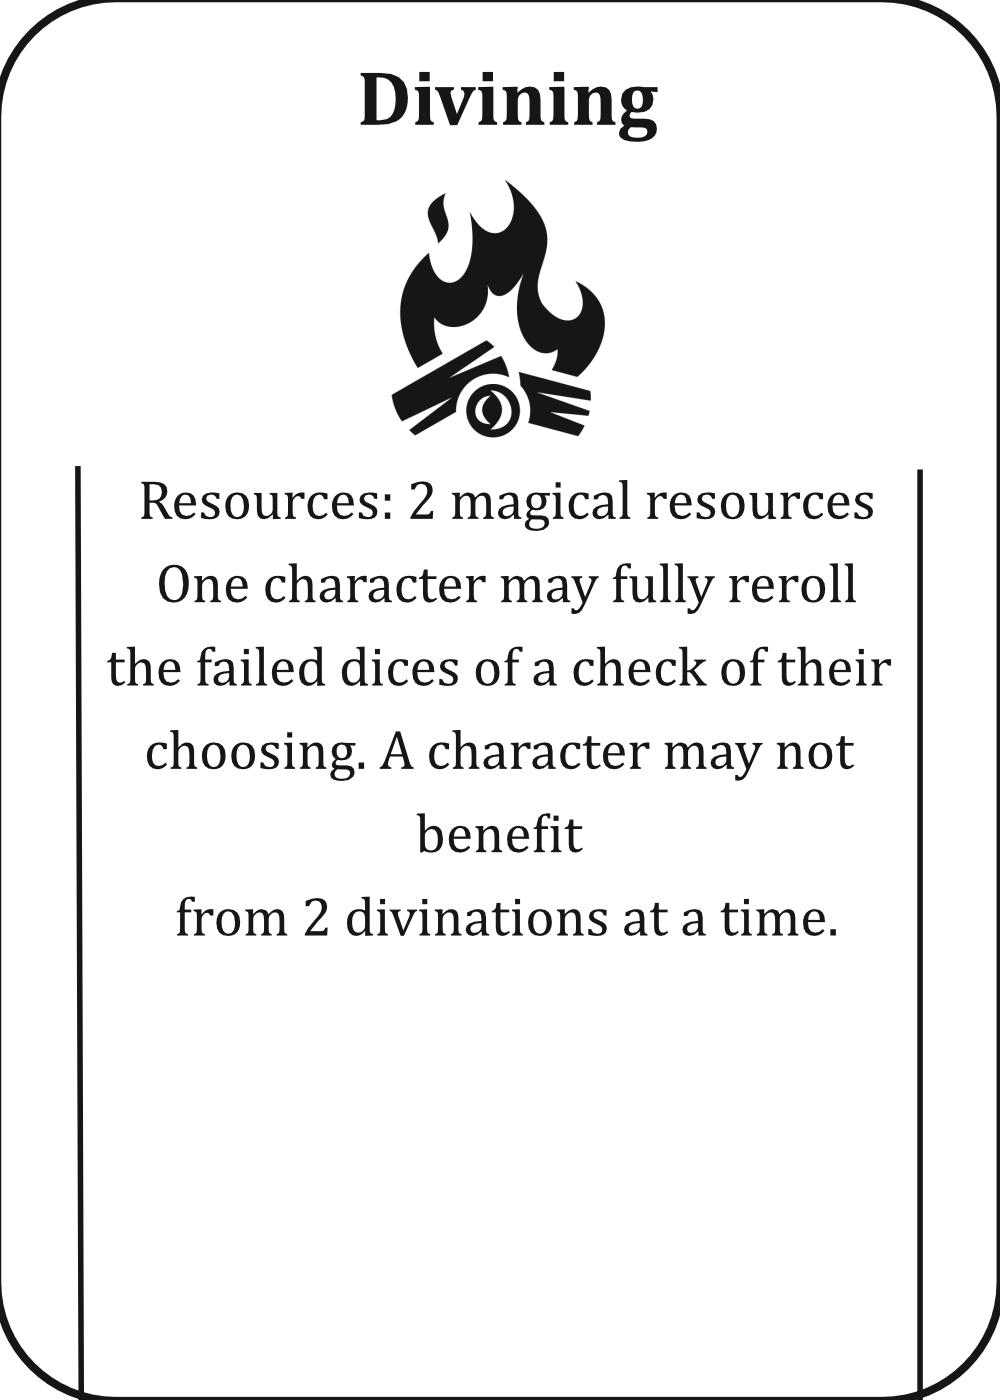 Divining
Resources: 2 magical resources
One character may fully reroll
the failed dices of a check of their
choosing. A character may not
benefit
from 2 divinations at a time.